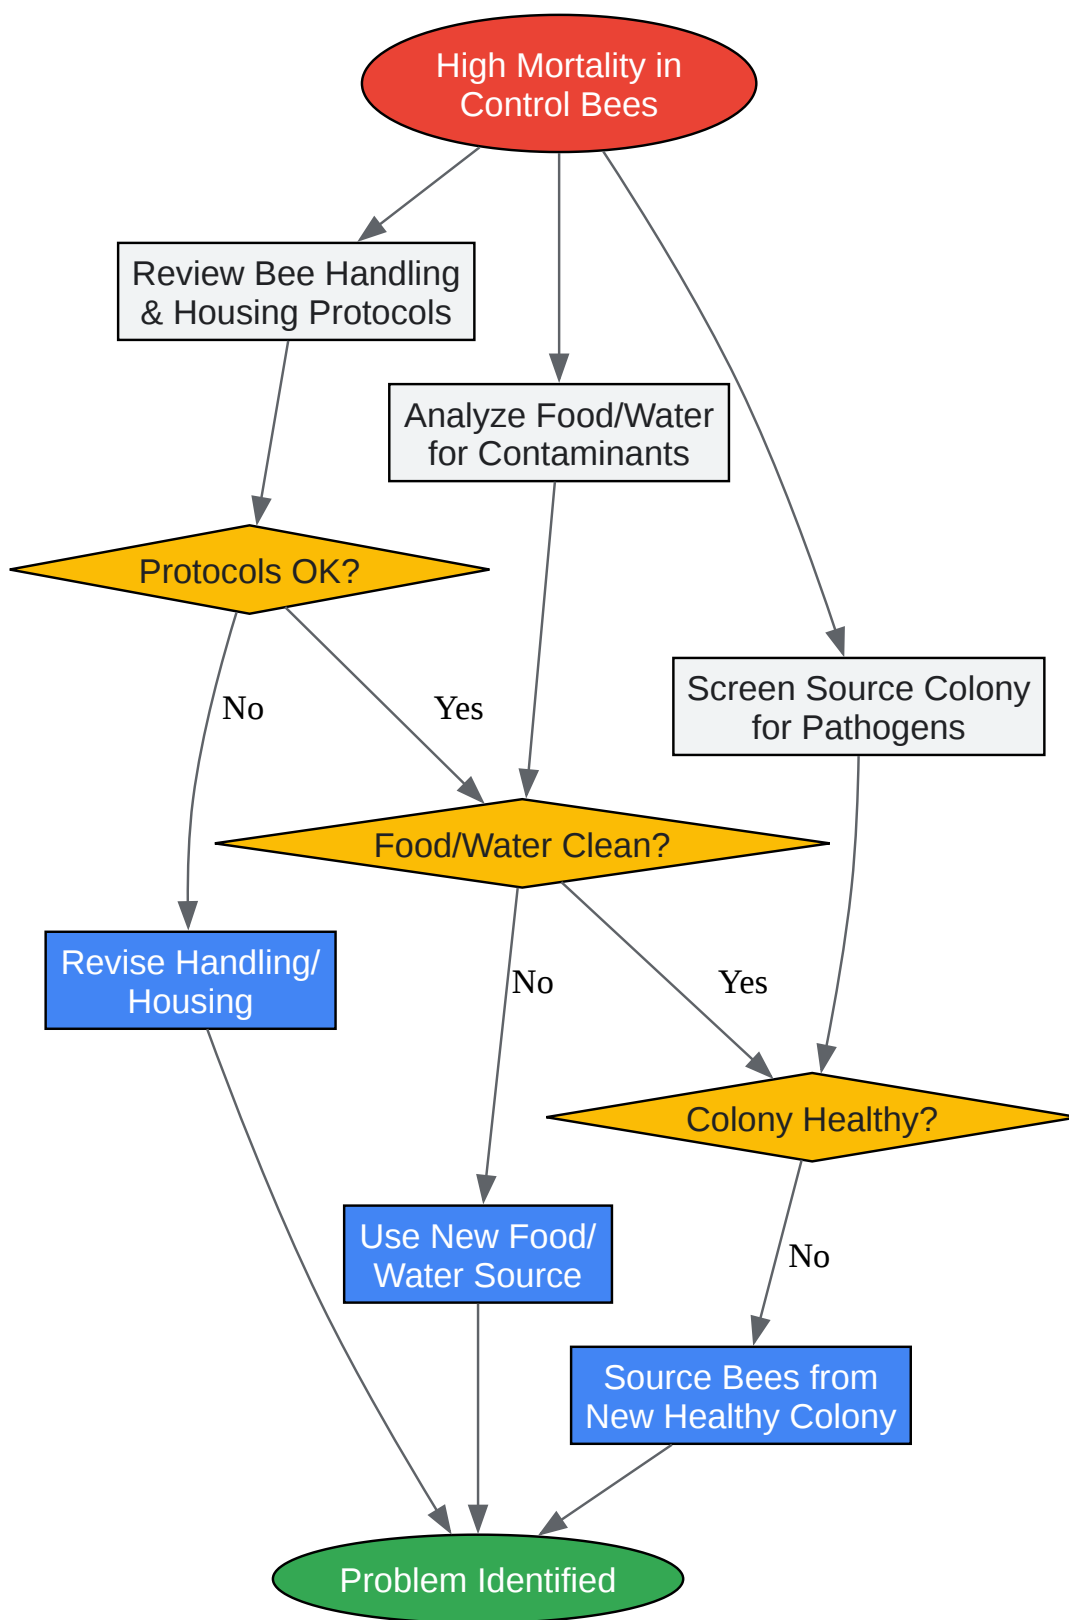 High Mortality in
Control Bees
Review Bee Handling
& Housing Protocols
Analyze Food/Water
for Contaminants
Protocols OK?
Screen Source Colony
for Pathogens
No
Yes
Food/Water Clean?
Revise Handling/
Housing
No
Yes
Colony Healthy?
Use New Food/
Water Source
No
Source Bees from
New Healthy Colony
Problem Identified